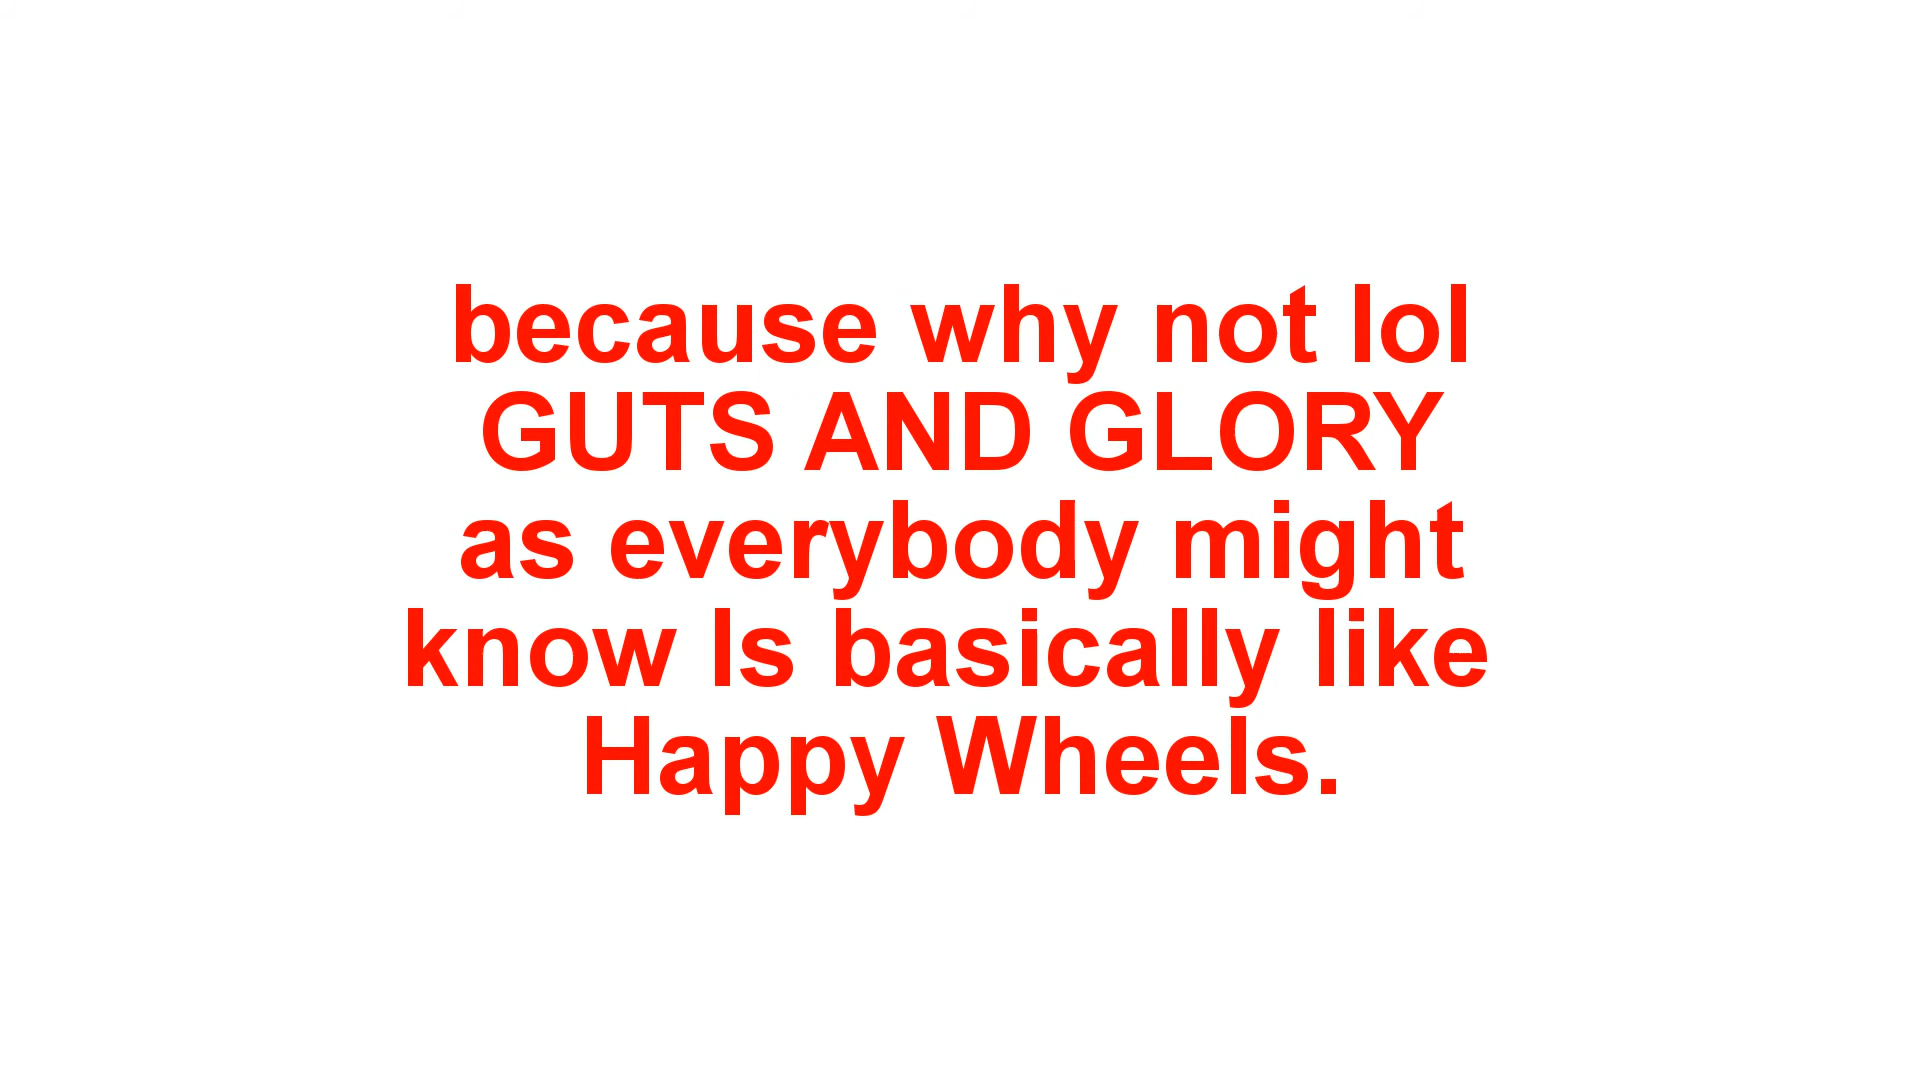 because why not lol
GUTS AND GLORY
as everybody might
know Is basically like
Happy Wheels.